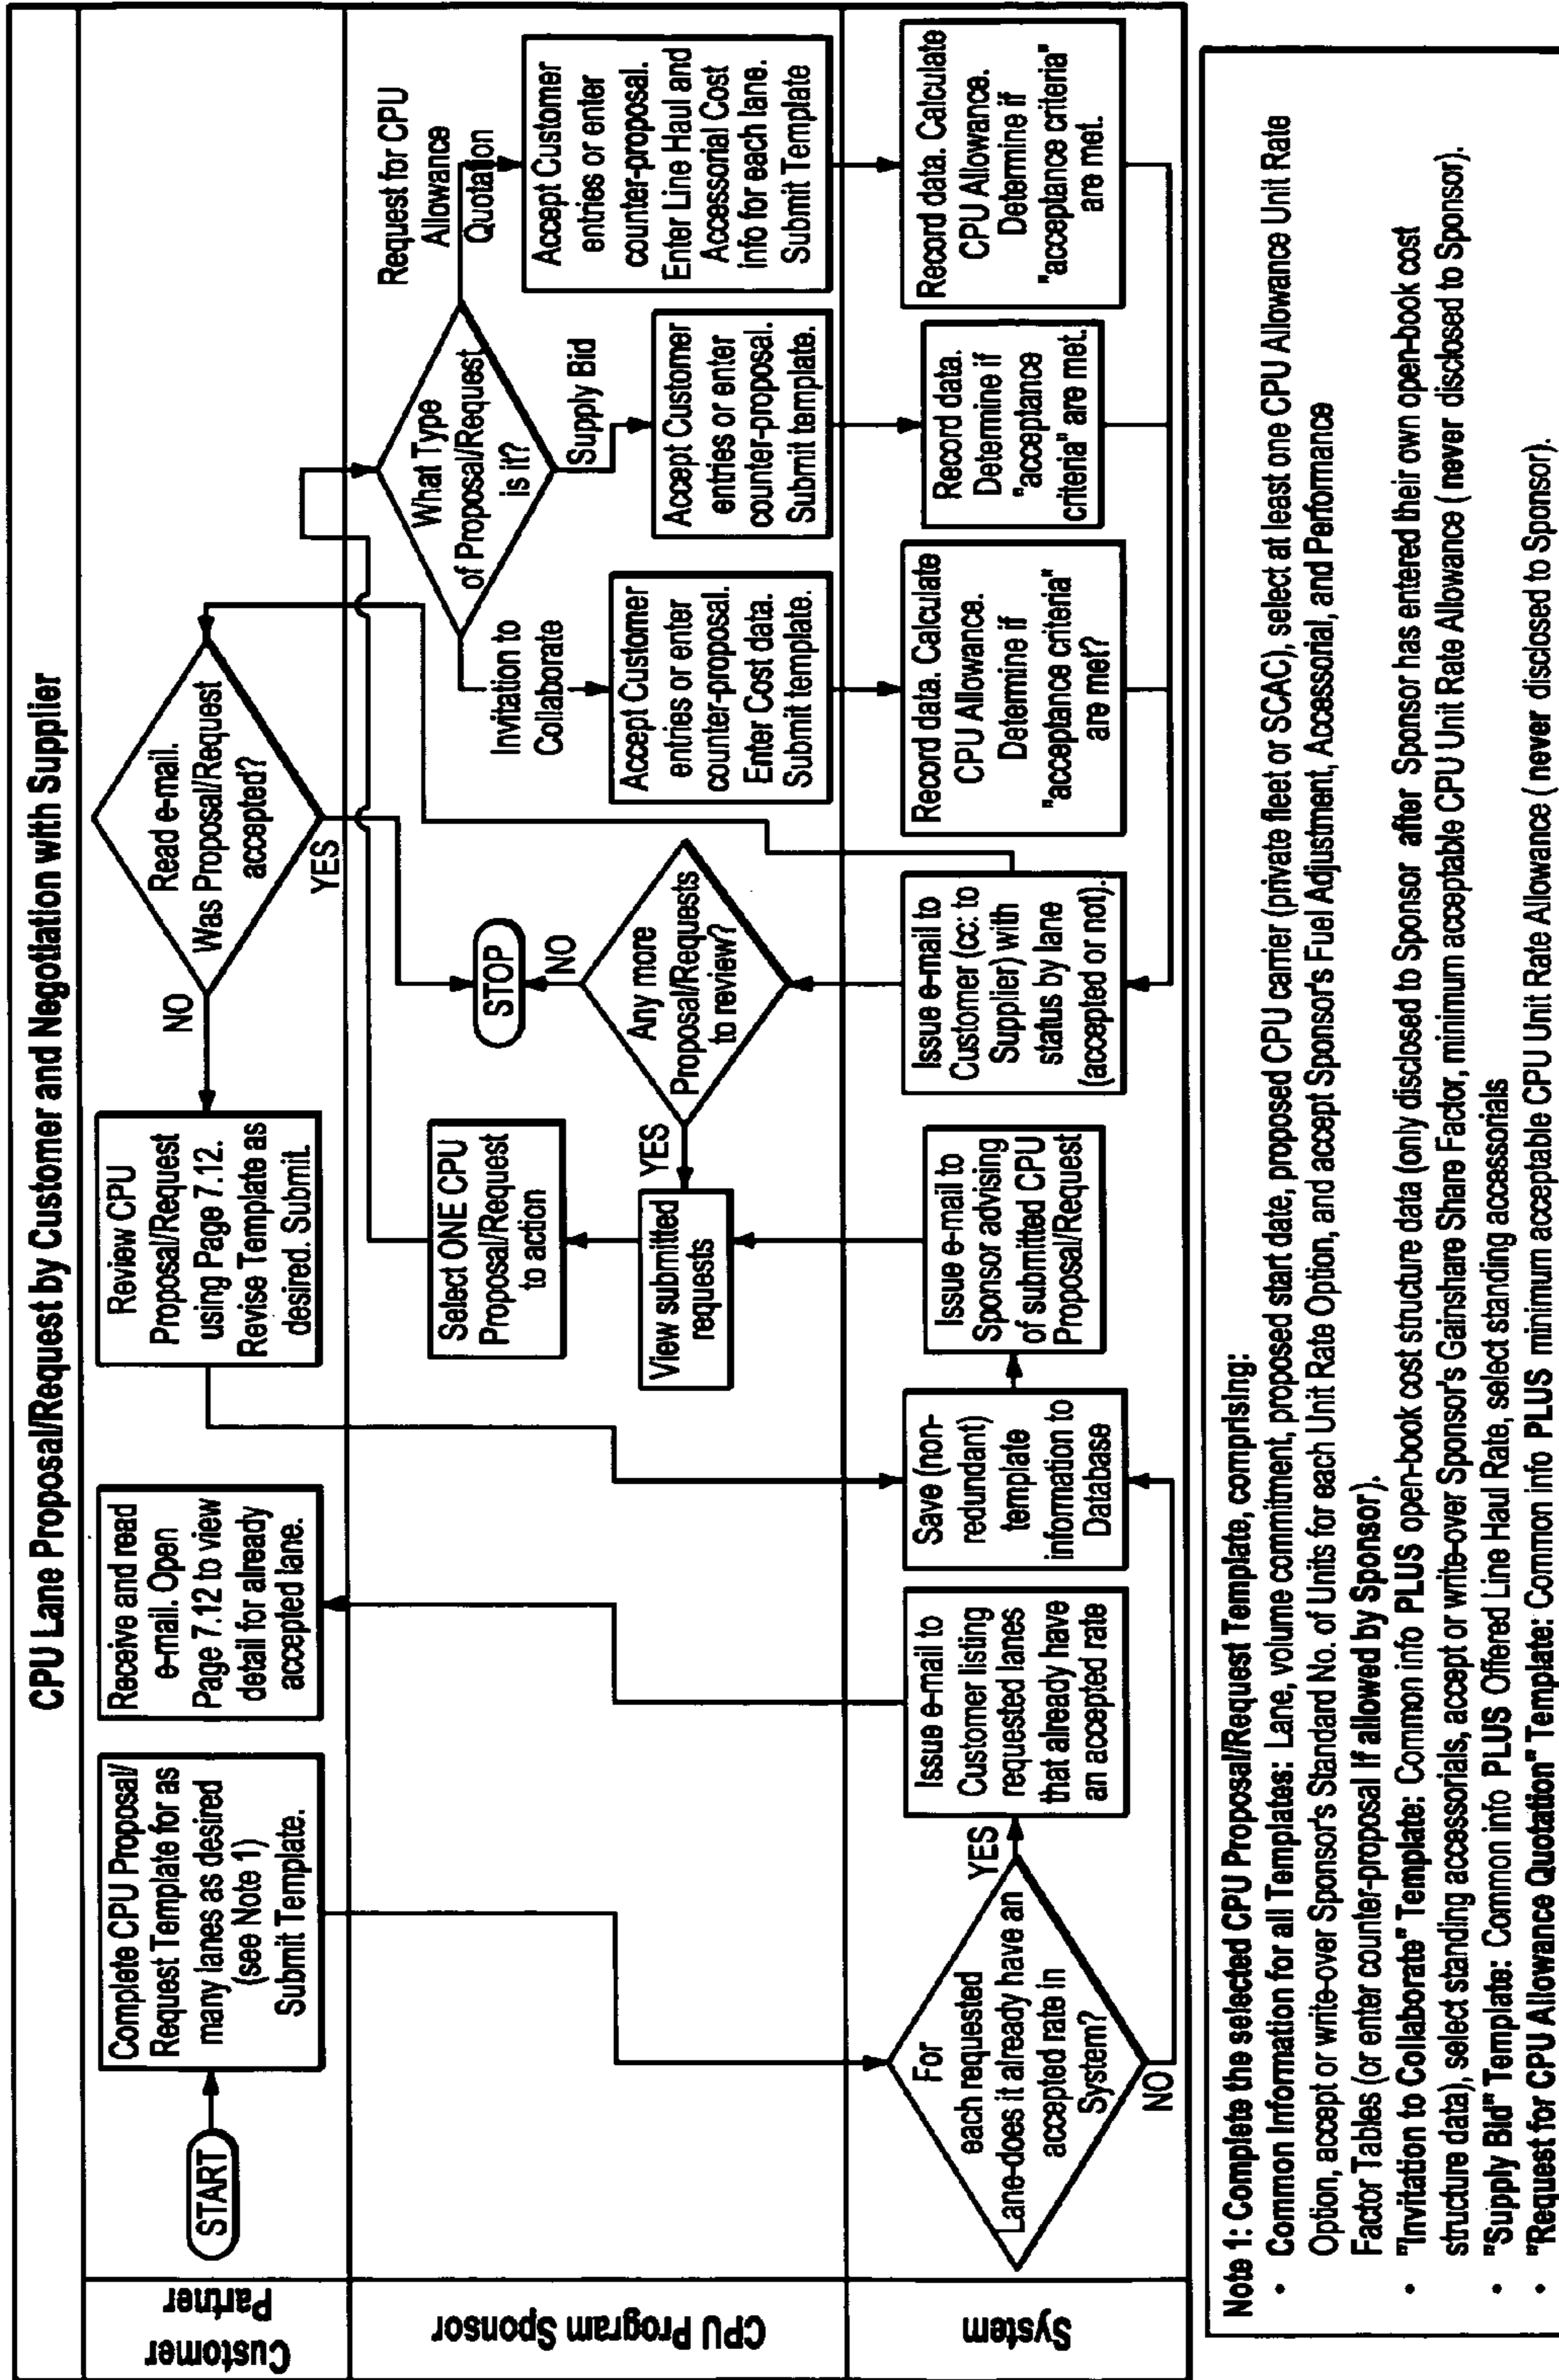 CPU Lane Proposal/Request by Customer and Negotiation with Supplier
Customer
Partner
START
Complete CPU Proposal/
Request Template for as
many lanes as desired
(see Note 1)
Submit Template.
Receive and read
e-mail. Open
Page 7.12 to view
detail for already
accepted lane.
Review CPU
Proposal/Request
using Page 7.12.
Revise Template as
desired. Submit.
NO
Read e-mail.
Was Proposal/Request
accepted?
YES
CPU Program Sponsor
Select ONE CPU
Proposal/Request
to action
View submitted
requests
YES
STOP
NO
Any more
Proposal/Requests
to review?
Invitation to
Collaborate
Accept Customer
entries or enter
counter-proposal.
Enter Cost data.
Submit template.
What Type
of Proposal/Request
is it?
Supply Bid
Accept Customer
entries or enter
counter-proposal.
Submit template.
Request for CPU
Allowance
Quotation
Accept Customer
entries or enter
counter-proposal.
Enter Line Haul and
Accessorial Cost
info for each lane.
Submit Template
System
For
each requested
Lane-does it already have an
accepted rate in
System?
YES
NO
Issue e-mail to
Customer listing
requested lanes
that already have
an accepted rate
Save (non-
redundant)
template
information to
Database
Issue e-mail to
Sponsor advising
of submitted CPU
Proposal/Request
Issue e-mail to
Customer (cc: to
Supplier) with
status by lane
(accepted or not).
Record data. Calculate
CPU Allowance.
Determine if
"acceptance criteria"
are met?
Record data.
Determine if
"acceptance
criteria" are met.
Record data. Calculate
CPU Allowance.
Determine if
"acceptance criteria"
are met.
Note 1: Complete the selected CPU Proposal/Request Template, comprising:
• Common Information for all Templates: Lane, volume commitment, proposed start date, proposed CPU carrier (private fleet or SCAC), select at least one CPU Allowance Unit Rate
Option, accept or write-over Sponsor's Standard No. of Units for each Unit Rate Option, and accept Sponsor's Fuel Adjustment, Accessorial, and Performance
Factor Tables (or enter counter-proposal if allowed by Sponsor).
• "Invitation to Collaborate" Template: Common info PLUS open-book cost structure data (only disclosed to Sponsor after Sponsor has entered their own open-book cost
structure data), select standing accessorials, accept or write-over Sponsor's Gainshare Share Factor, minimum acceptable CPU Unit Rate Allowance ( never disclosed to Sponsor).
• "Supply Bid" Template: Common info PLUS Offered Line Haul Rate, select standing accessorials
• "Request for CPU Allowance Quotation" Template: Common info PLUS minimum acceptable CPU Unit Rate Allowance ( never disclosed to Sponsor).